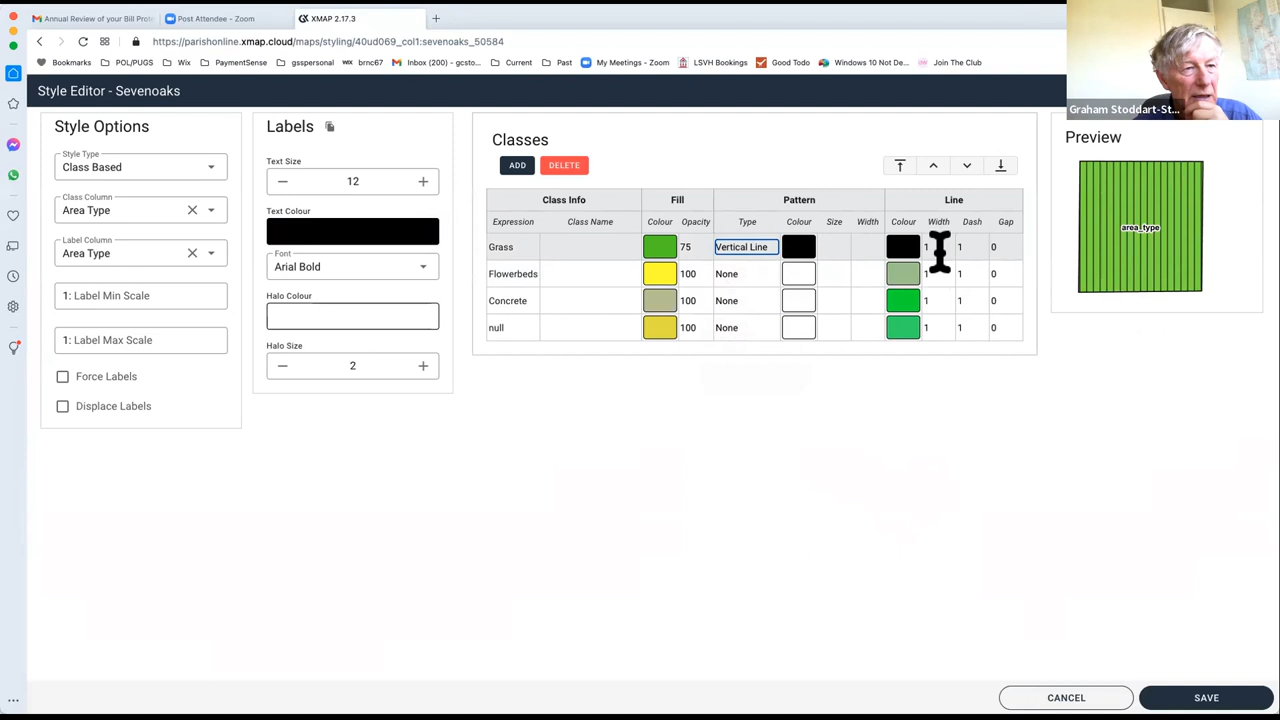 Annual Review of your Bill Prote
Post Attendee - Zoom
XMAP 2.17.3
https://parishonline.xmap.cloud/maps/styling/40ud069_col1:sevenoaks_50584
Bookmarks
POL/PUGS
Wix
PaymentSense
gsspersonal
WIX brnc67
Inbox (200) - gcsto...
Current
Past
My Meetings - Zoom
LSVH Bookings
Good Todo
Windows 10 Not De...
Join The Club
Graham Stoddart-St...
Style Editor - Sevenoaks
Style Options
Style Type
Class Based
Class Column
Area Type
Label Column
Area Type
1: Label Min Scale
1: Label Max Scale
Force Labels
Displace Labels
Labels
Text Size
12
Text Colour
Font
Arial Bold
Halo Colour
Halo Size
2
Classes
ADD DELETE
Class Info Fill Pattern Line
Expression Class Name Colour Opacity Type Colour Size Width Colour Width Dash Gap
Grass 75 Vertical Line 1 1 0
Flowerbeds 100 None 1 1 0
Concrete 100 None 1 1 0
null 100 None 1 1 0
Preview
area_type
CANCEL SAVE